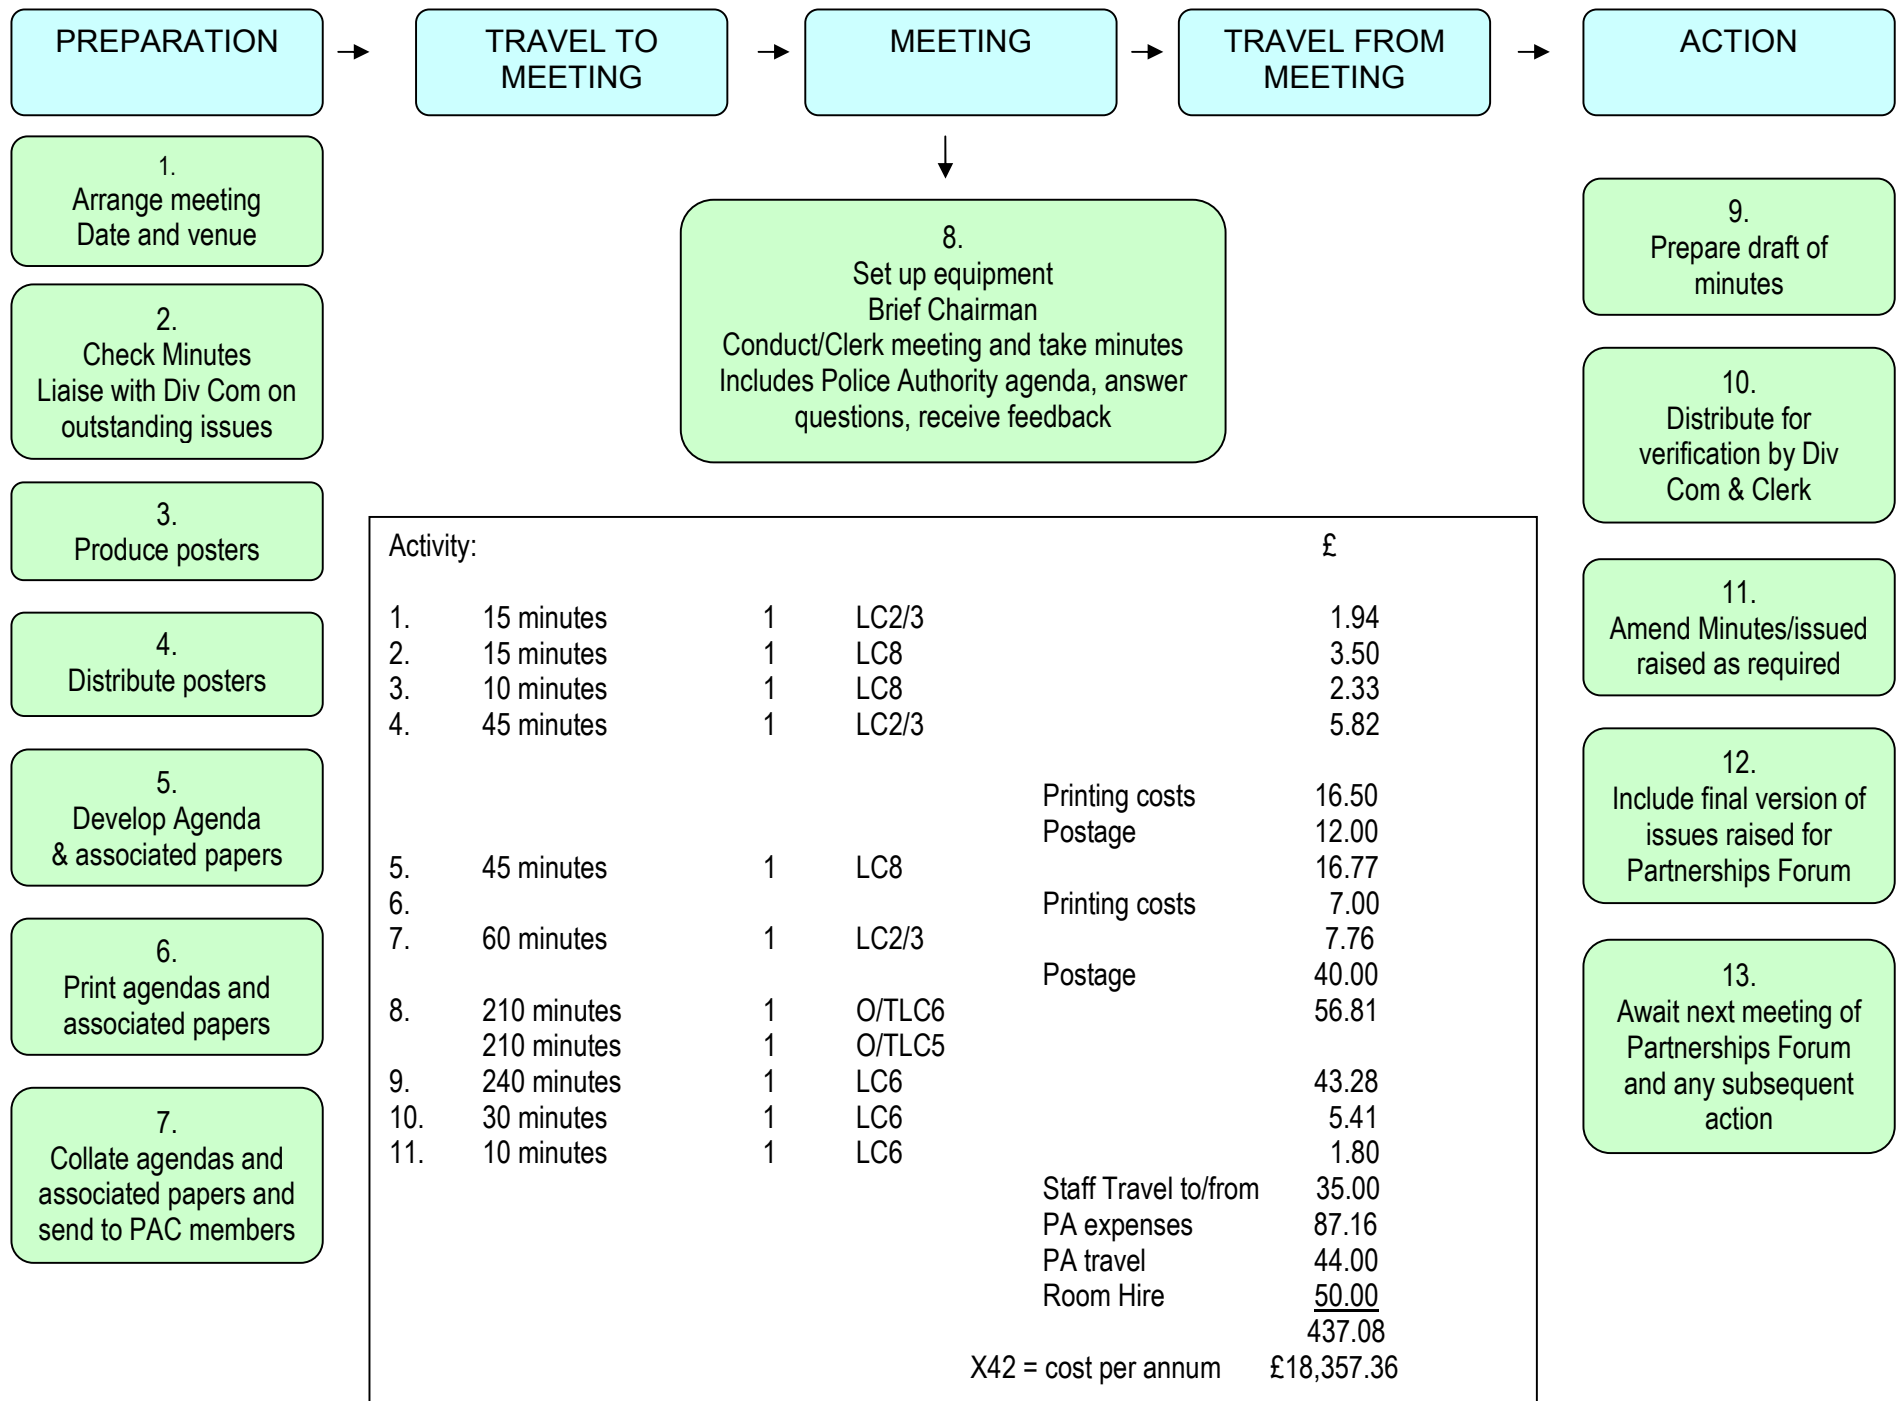 PREPARATION
TRAVEL TO
MEETING
MEETING
TRAVEL FROM
MEETING
ACTION
1.
Arrange meeting
Date and venue
2.
Check Minutes
Liaise with Div Com on
outstanding issues
3.
Produce posters
4.
Distribute posters
5.
Develop Agenda
& associated papers
6.
Print agendas and
associated papers
7.
Collate agendas and
associated papers and
send to PAC members
8.
Set up equipment
Brief Chairman
Conduct/Clerk meeting and take minutes
Includes Police Authority agenda, answer
questions, receive feedback
Activity: £
1. 15 minutes 1 LC2/3 1.94
2. 15 minutes 1 LC8 3.50
3. 10 minutes 1 LC8 2.33
4. 45 minutes 1 LC2/3 5.82
Printing costs 16.50
Postage 12.00
5. 45 minutes 1 LC8 16.77
6. Printing costs 7.00
7. 60 minutes 1 LC2/3 7.76
Postage 40.00
8. 210 minutes 1 O/TLC6 56.81
210 minutes 1 O/TLC5
9. 240 minutes 1 LC6 43.28
10. 30 minutes 1 LC6 5.41
11. 10 minutes 1 LC6 1.80
Staff Travel to/from 35.00
PA expenses 87.16
PA travel 44.00
Room Hire 50.00
437.08
X42 = cost per annum £18,357.36
9.
Prepare draft of
minutes
10.
Distribute for
verification by Div
Com & Clerk
11.
Amend Minutes/issued
raised as required
12.
Include final version of
issues raised for
Partnerships Forum
13.
Await next meeting of
Partnerships Forum
and any subsequent
action